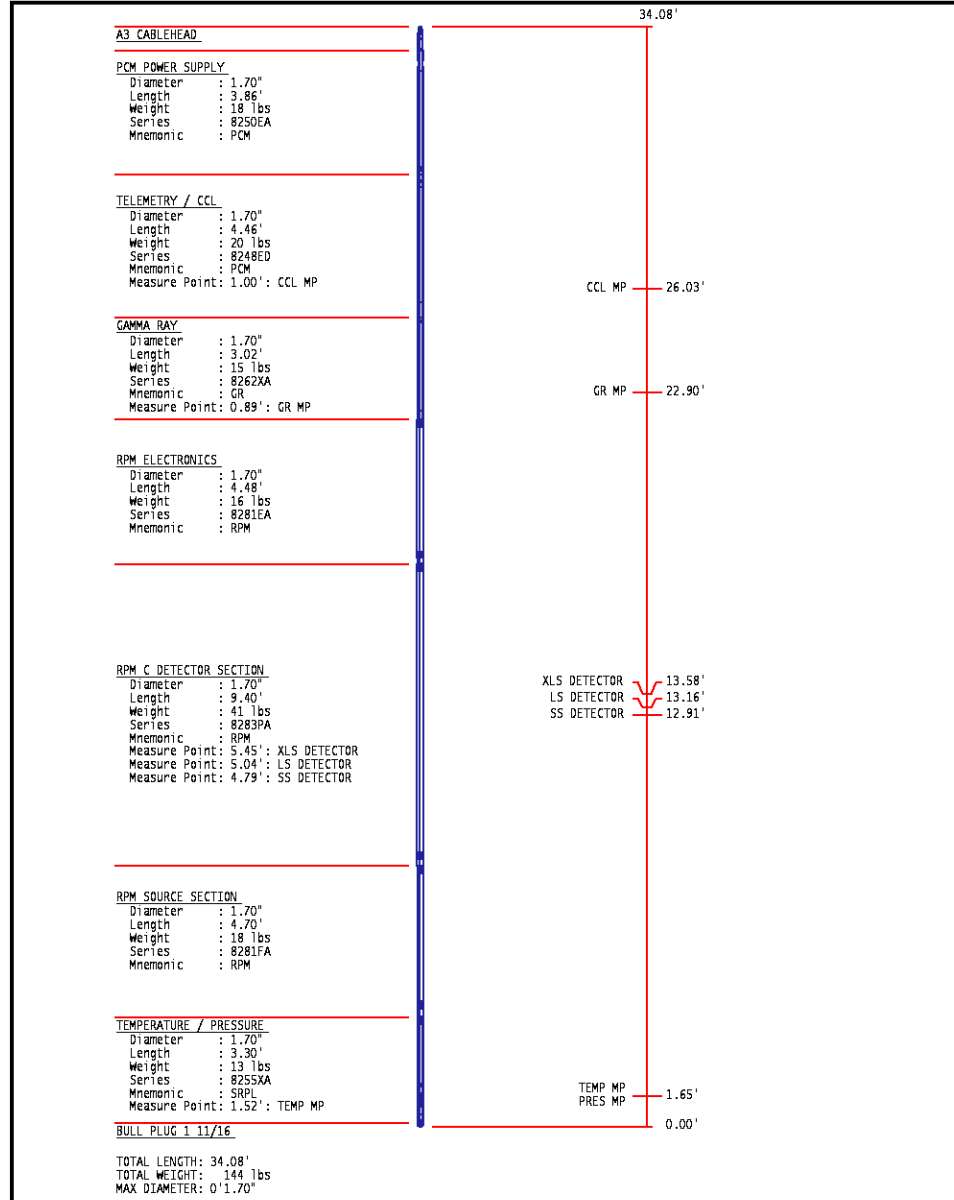 34.08'
A3 CABLEHEAD
PCM POWER SUPPLY
Diameter : 1.70"
Length : 3.86'
Weight : 18 lbs
Series : 8250EA
Mnemonic : PCM
TELEMETRY / CCL
Diameter : 1.70"
Length : 4.46'
Weight : 20 lbs
Series : 8248ED
Mnemonic : PCM
Measure Point: 1.00': CCL MP
CCL MP 26.03'
GAMMA RAY
Diameter : 1.70"
Length : 3.02'
Weight : 15 lbs
Series : 8262XA
Mnemonic : GR
Measure Point: 0.89': GR MP
GR MP 22.90'
RPM ELECTRONICS
Diameter : 1.70"
Length : 4.48'
Weight : 16 lbs
Series : 8281EA
Mnemonic : RPM
RPM C DETECTOR SECTION
Diameter : 1.70"
Length : 9.40'
Weight : 41 lbs
Series : 8283PA
Mnemonic : RPM
Measure Point: 5.45': XLS DETECTOR
Measure Point: 5.04': LS DETECTOR
Measure Point: 4.79': SS DETECTOR
XLS DETECTOR 13.58'
LS DETECTOR 13.16'
SS DETECTOR 12.91'
RPM SOURCE SECTION
Diameter : 1.70"
Length : 4.70'
Weight : 18 lbs
Series : 8281FA
Mnemonic : RPM
TEMPERATURE / PRESSURE
Diameter : 1.70"
Length : 3.30'
Weight : 13 lbs
Series : 8255XA
Mnemonic : SRPL
Measure Point: 1.52': TEMP MP
TEMP MP
PRES MP 1.65'
0.00'
BULL PLUG 1 11/16
TOTAL LENGTH: 34.08'
TOTAL WEIGHT: 144 lbs
MAX DIAMETER: 0'1.70"